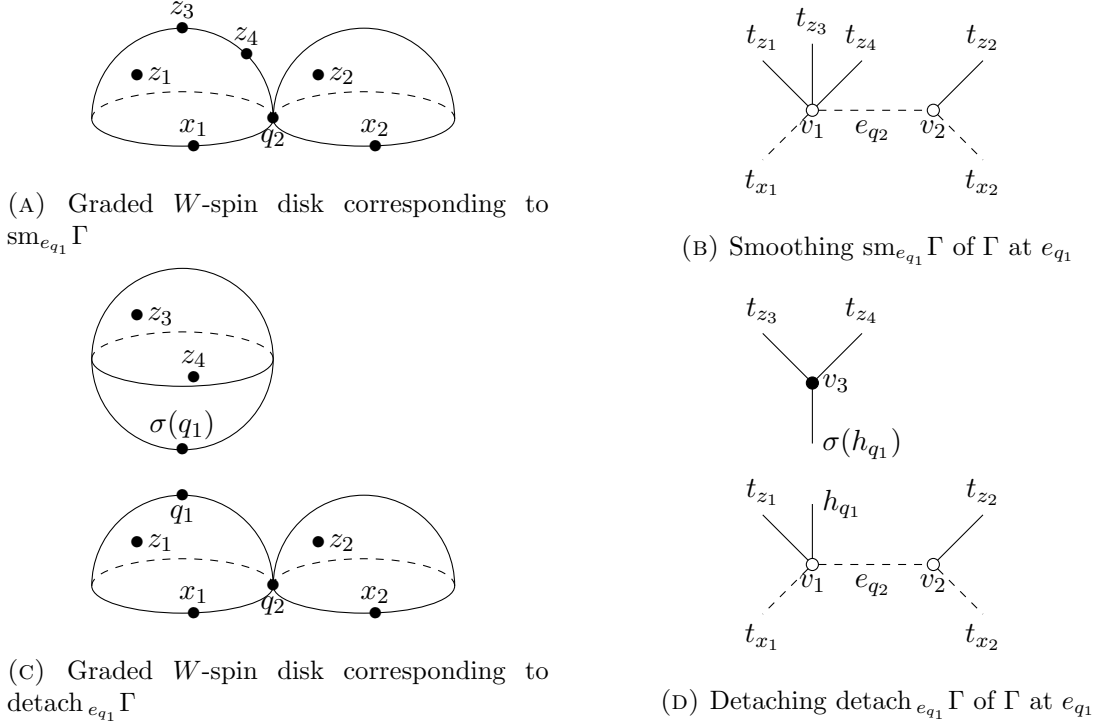 z₃
z₄
z₁
z₂
x₁
q₂
x₂
(A) Graded W-spin disk corresponding to
sm_{e_{q₁}} Γ
t_{z₁} t_{z₃} t_{z₄} t_{z₂}
v₁ e_{q₂} v₂
t_{x₁} t_{x₂}
(B) Smoothing sm_{e_{q₁}} Γ of Γ at e_{q₁}
z₃
z₄
σ(q₁)
q₁
z₁
z₂
x₁
q₂
x₂
(C) Graded W-spin disk corresponding to
detach_{e_{q₁}} Γ
t_{z₃} t_{z₄}
v₃
σ(h_{q₁})
t_{z₁} h_{q₁} t_{z₂}
v₁ e_{q₂} v₂
t_{x₁} t_{x₂}
(D) Detaching detach_{e_{q₁}} Γ of Γ at e_{q₁}